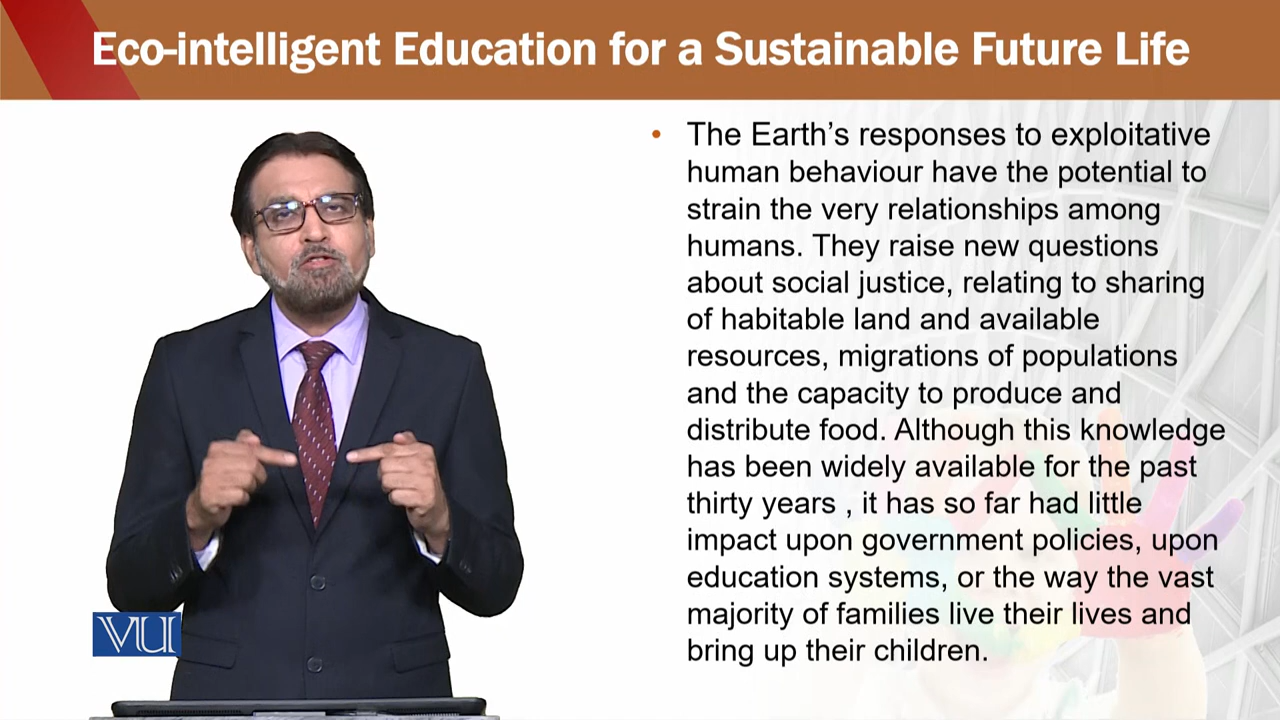 Eco-intelligent Education for a Sustainable Future Life
• The Earth’s responses to exploitative
human behaviour have the potential to
strain the very relationships among
humans. They raise new questions
about social justice, relating to sharing
of habitable land and available
resources, migrations of populations
and the capacity to produce and
distribute food. Although this knowledge
has been widely available for the past
thirty years , it has so far had little
impact upon government policies, upon
education systems, or the way the vast
majority of families live their lives and
bring up their children.
VU